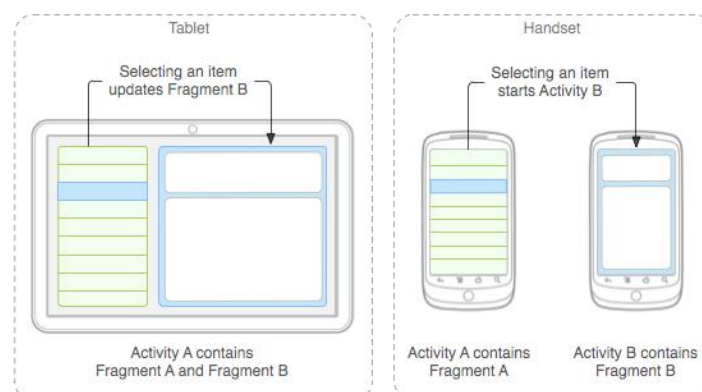 Tablet
Selecting an item
updates Fragment B
Activity A contains
Fragment A and Fragment B
Handset
Selecting an item
starts Activity B
Activity A contains
Fragment A
Activity B contains
Fragment B